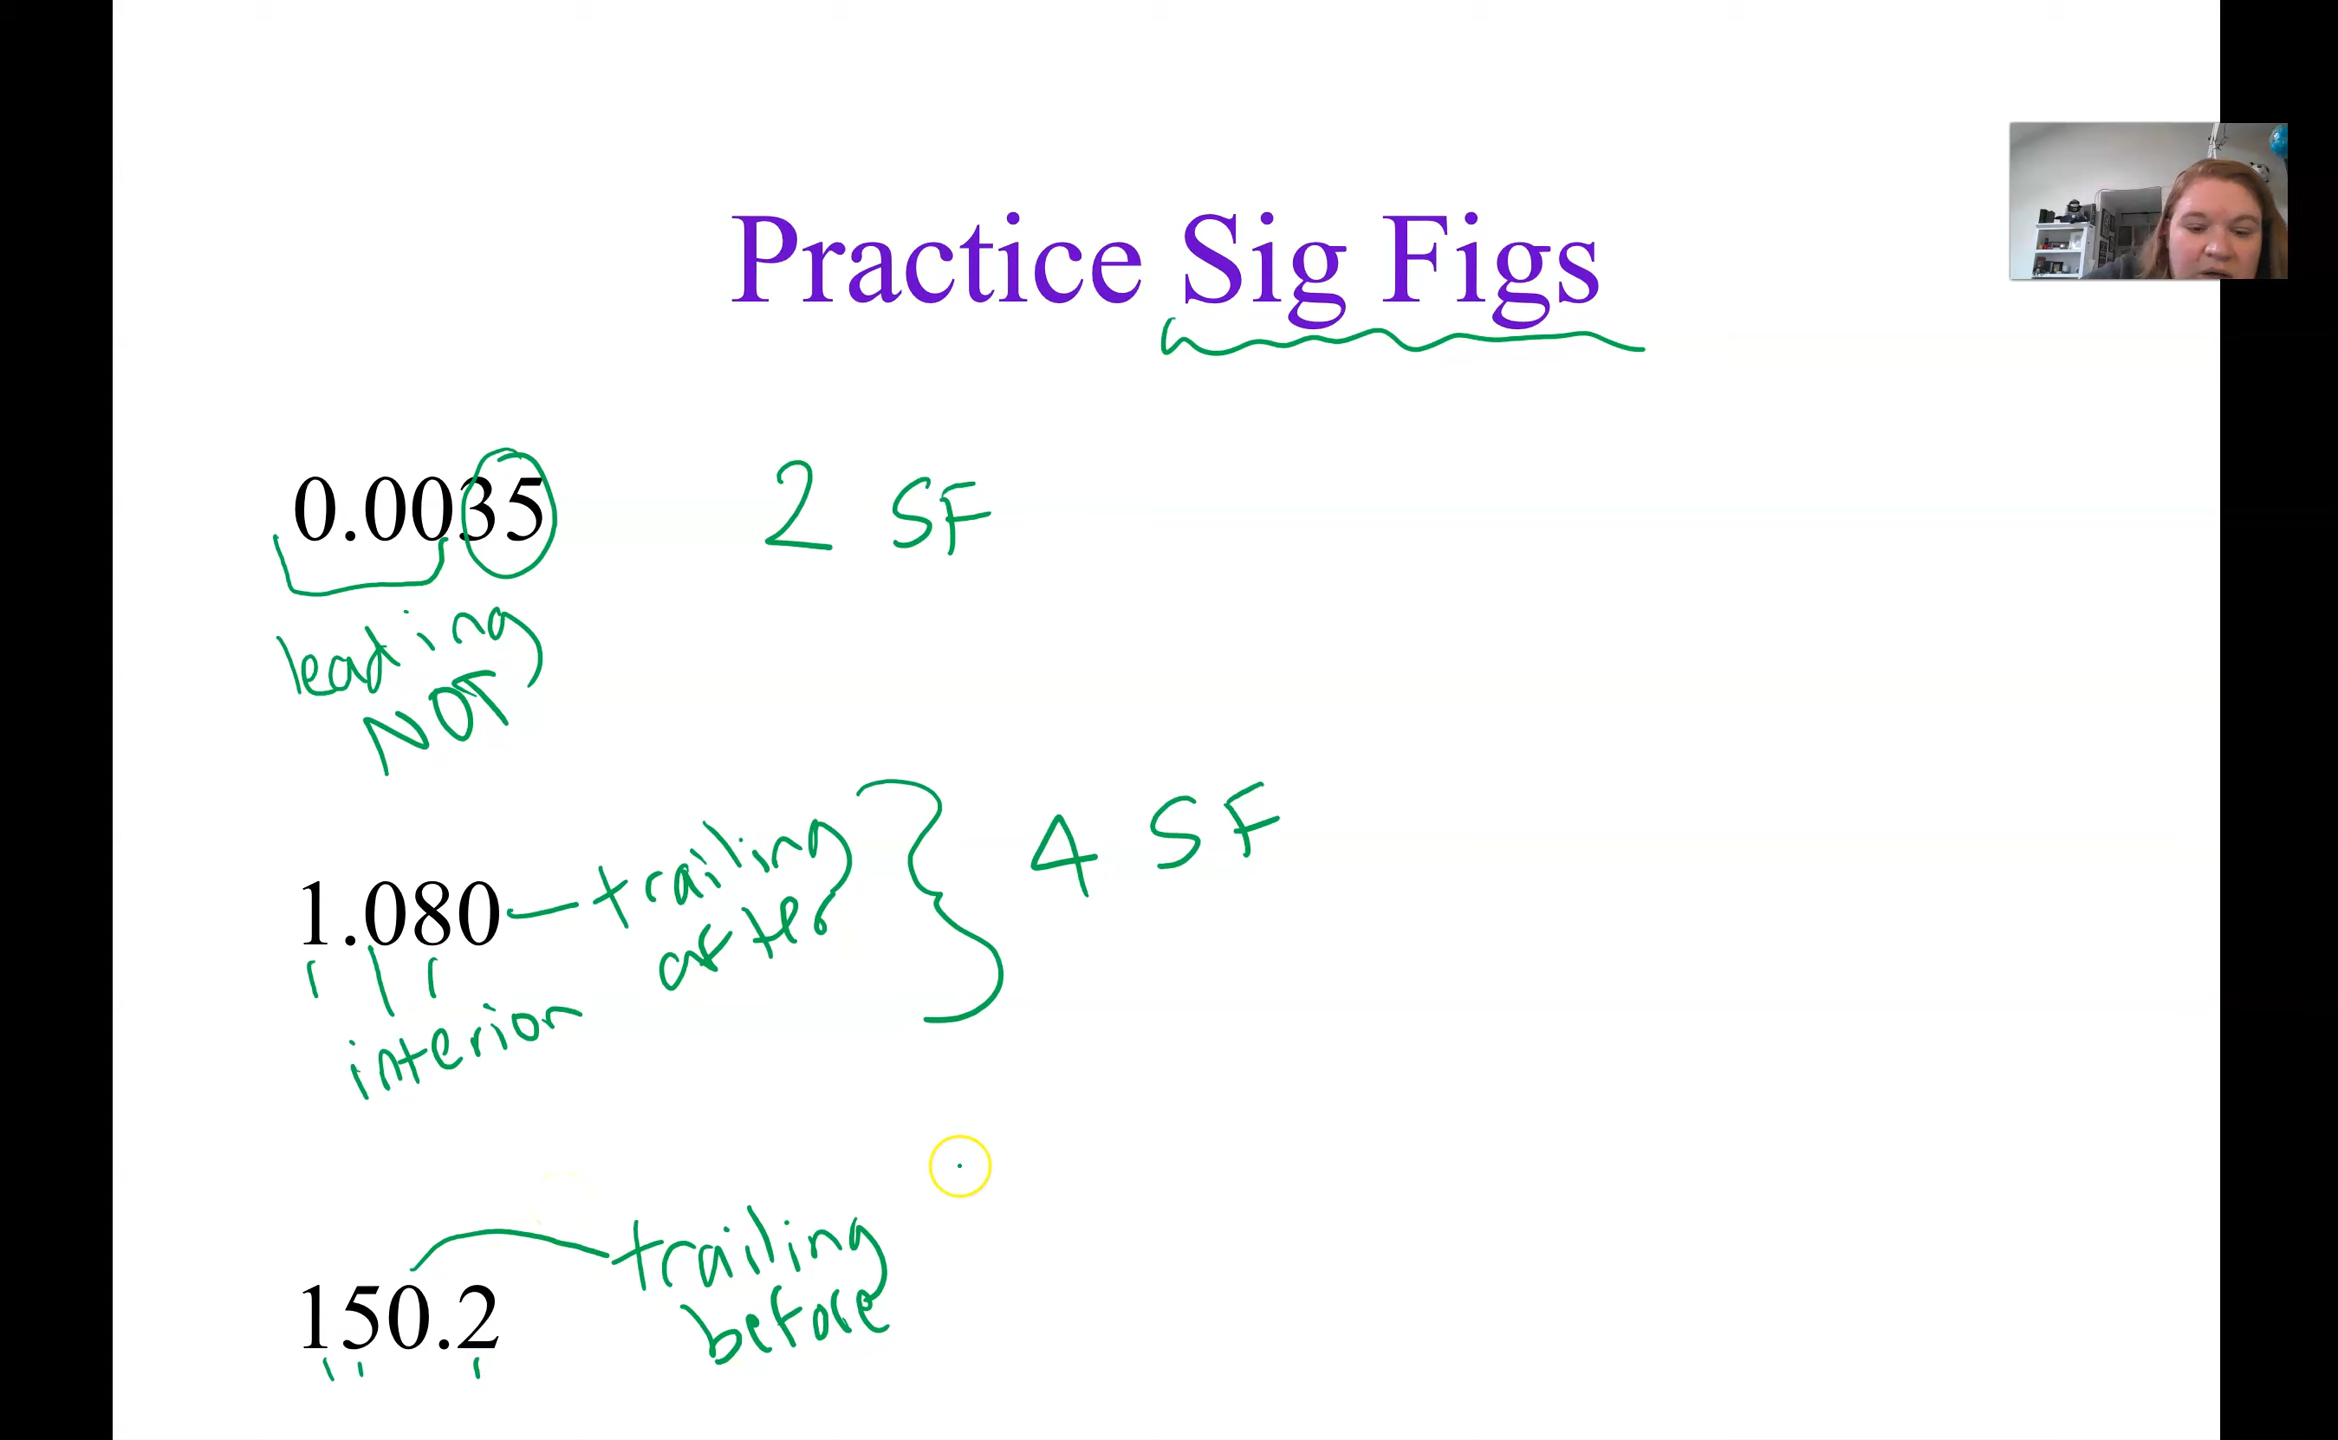 Practice Sig Figs
0.0035 2 SF
leading
NOT
1.080 trailing
after
4 SF
interior
150.2 trailing
before